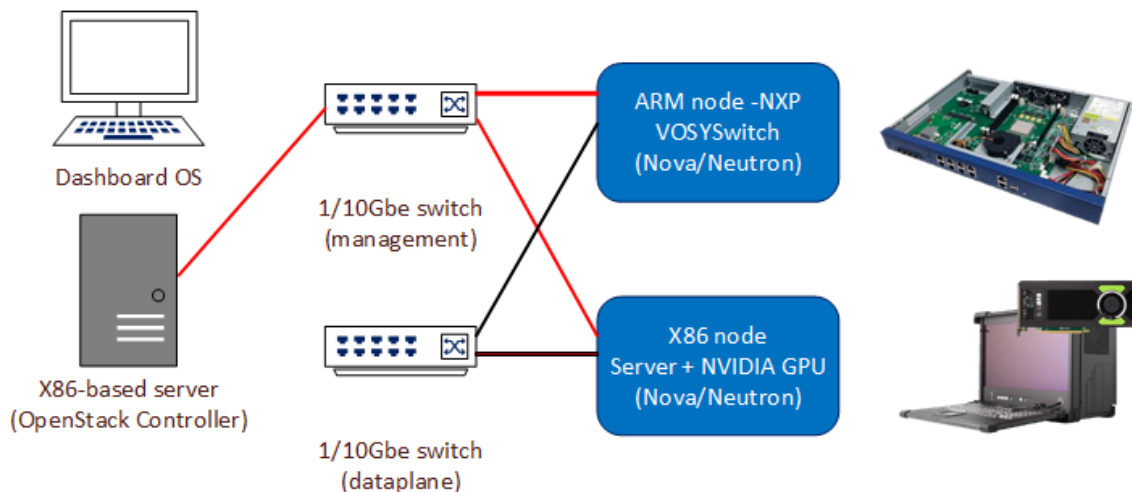 Dashboard OS
X86-based server
(OpenStack Controller)
1/10Gbe switch
(management)
1/10Gbe switch
(dataplane)
ARM node -NXP
VOSYSwitch
(Nova/Neutron)
X86 node
Server + NVIDIA GPU
(Nova/Neutron)